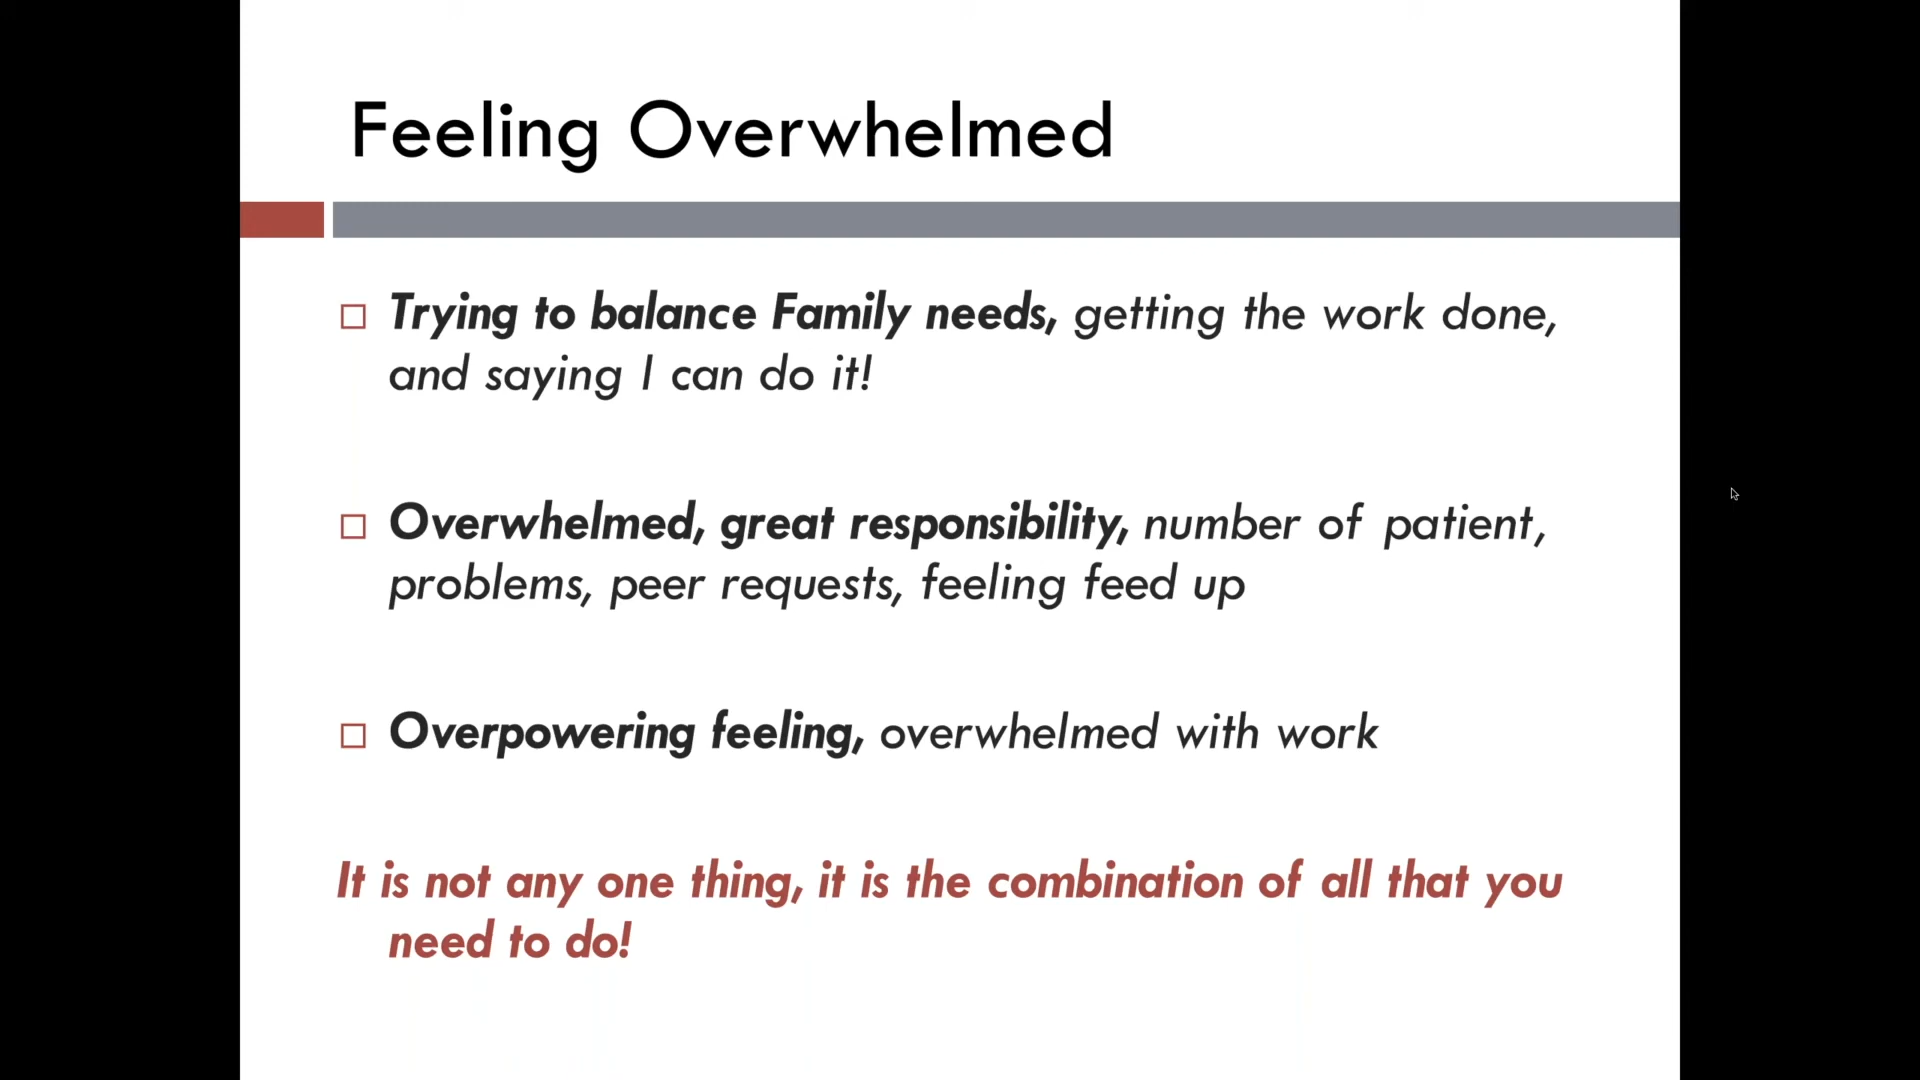 Feeling Overwhelmed
Trying to balance Family needs, getting the work done,
and saying I can do it!
Overwhelmed, great responsibility, number of patient,
problems, peer requests, feeling feed up
Overpowering feeling, overwhelmed with work
It is not any one thing, it is the combination of all that you
need to do!